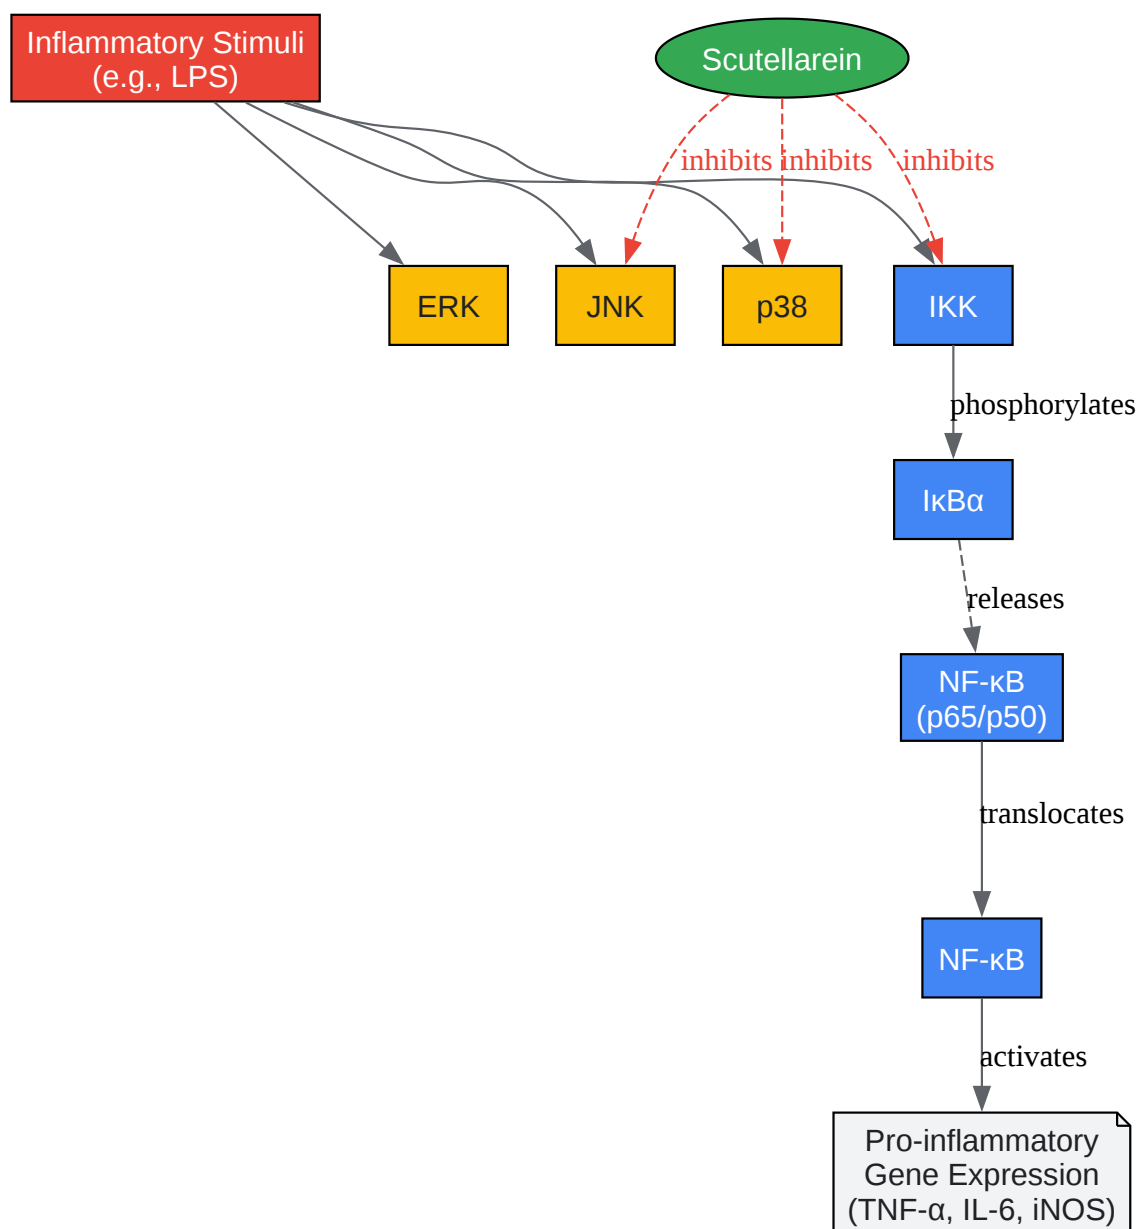 Inflammatory Stimuli
(e.g., LPS)
Scutellarein
inhibits
inhibits
inhibits
ERK
JNK
p38
IKK
phosphorylates
IκBα
releases
NF-κB
(p65/p50)
translocates
NF-κB
activates
Pro-inflammatory
Gene Expression
(TNF-α, IL-6, iNOS)